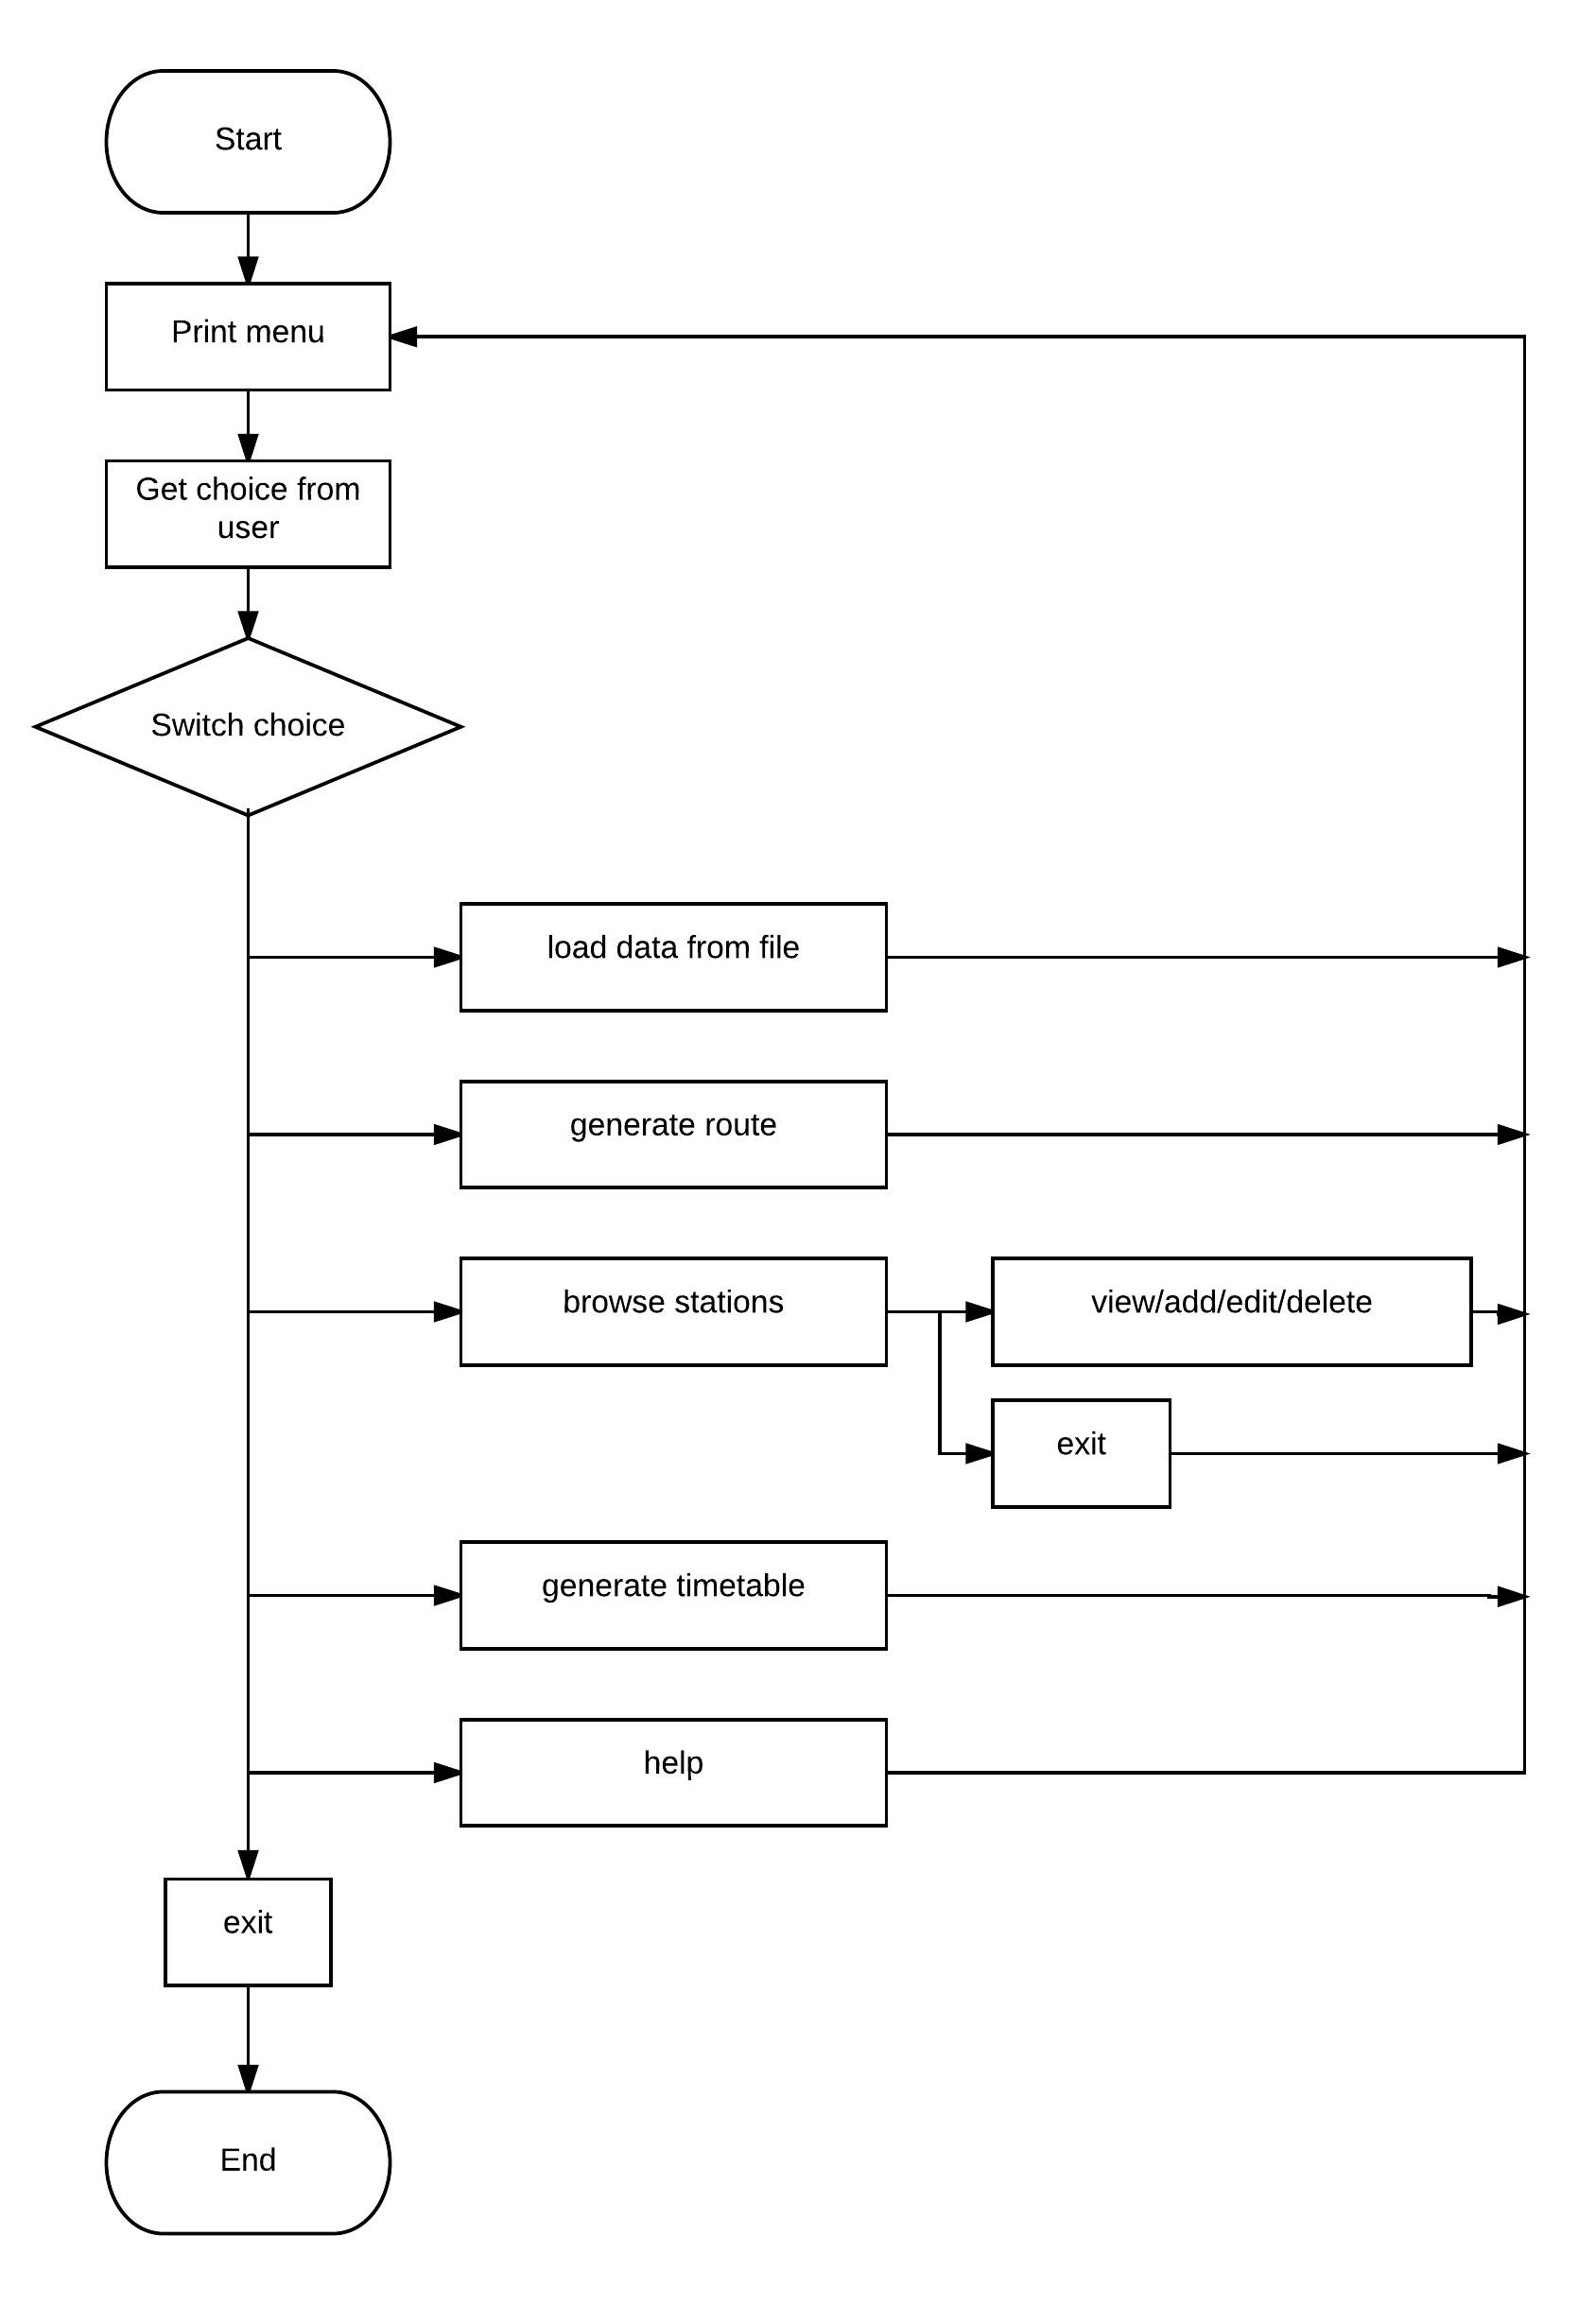 Start
Print menu
Get choice from
user
Switch choice
load data from file
generate route
browse stations
view/add/edit/delete
exit
generate timetable
help
exit
End